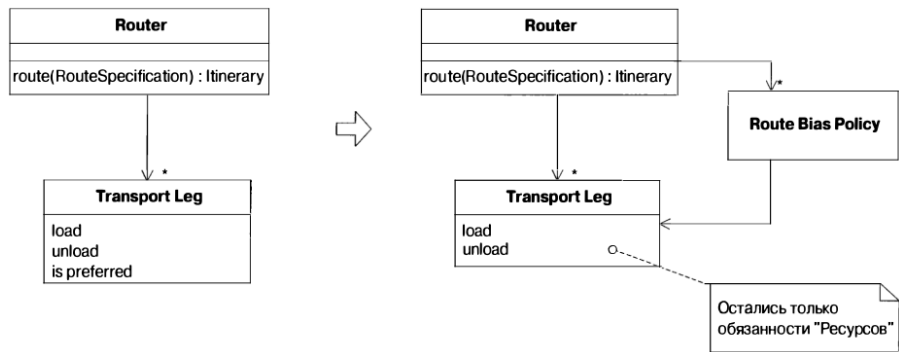 Router
route(RouteSpecification) : Itinerary
*
Transport Leg
load
unload
is preferred
Router
route(RouteSpecification) : Itinerary
*
Route Bias Policy
*
Transport Leg
load
unload
Остались только
обязанности "Ресурсов"